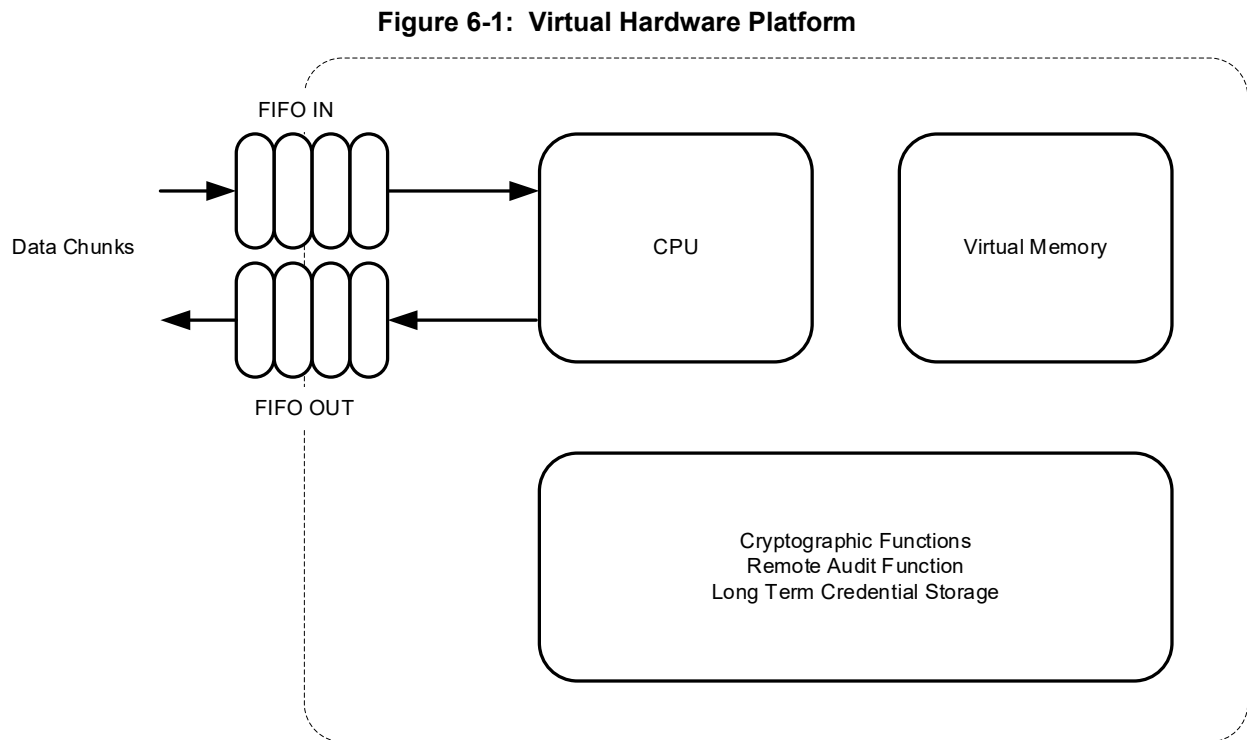 Figure 6-1: Virtual Hardware Platform
FIFO IN
Data Chunks
CPU
Virtual Memory
FIFO OUT
Cryptographic Functions
Remote Audit Function
Long Term Credential Storage